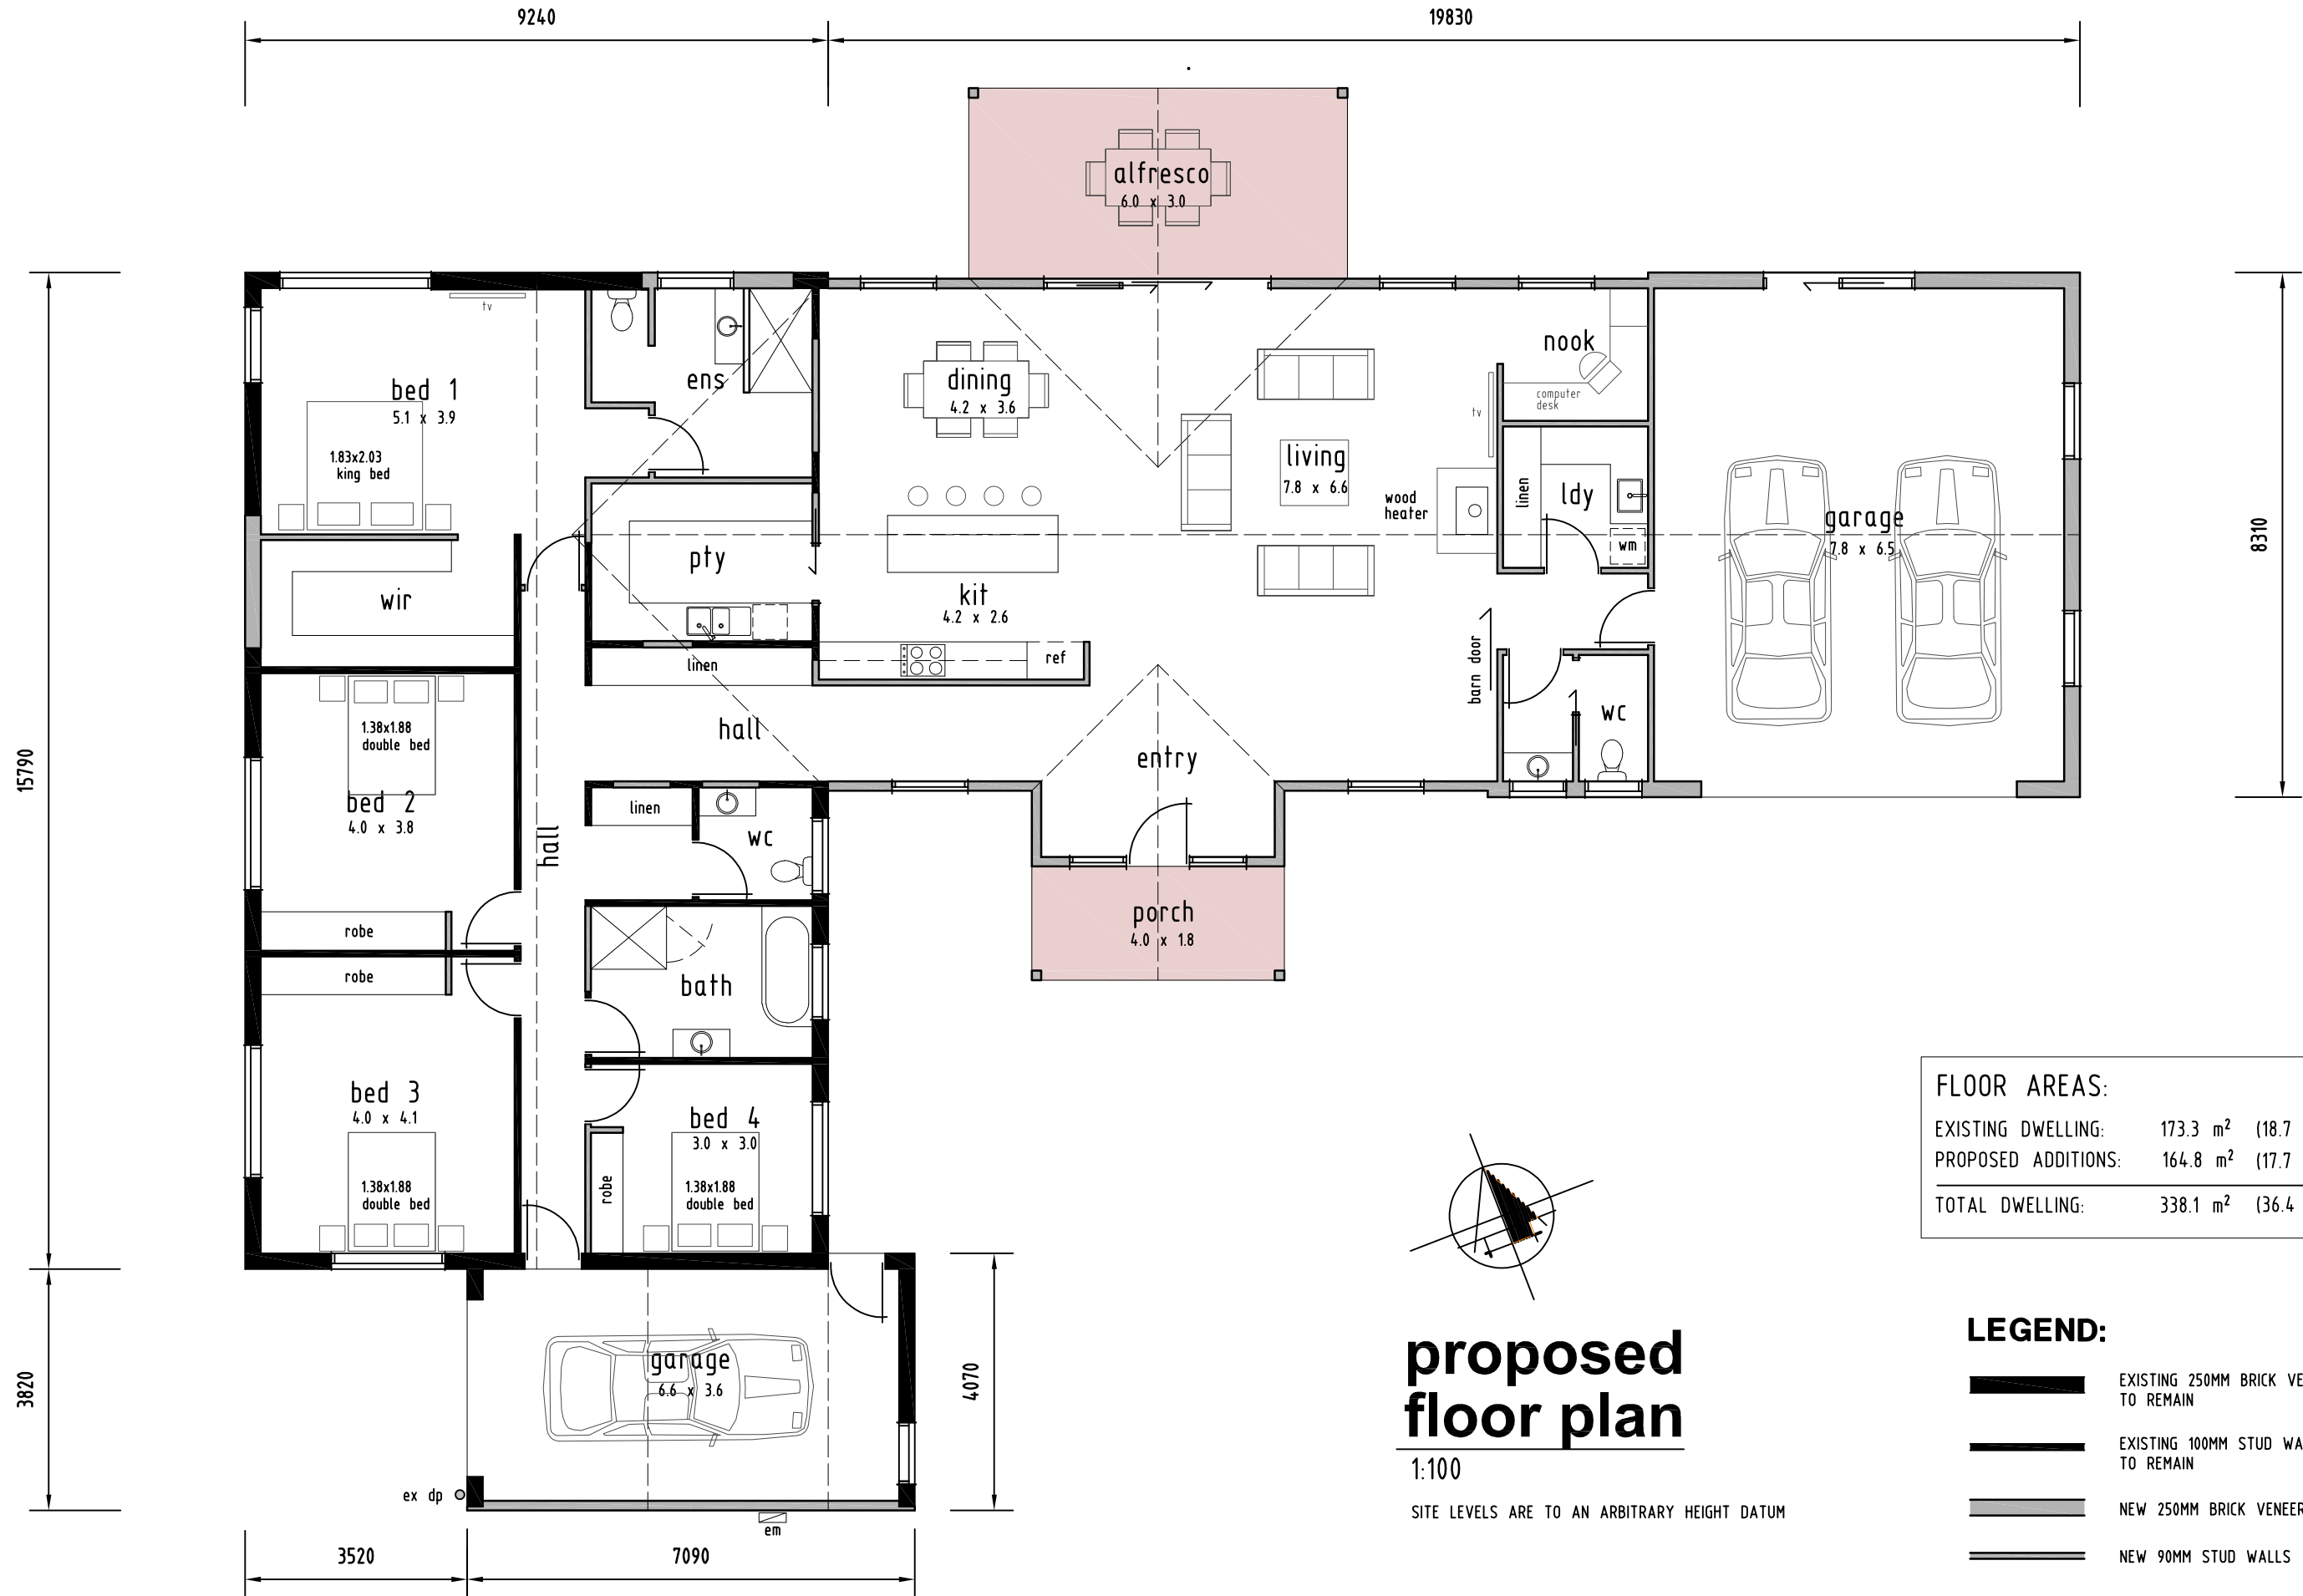 9240
19830
alfresco
6.0 x 3.0
tv
bed 1
5.1 x 3.9
1.83x2.03
king bed
ens
dining
4.2 x 3.6
nook
computer
desk
tv
living
7.8 x 6.6
wood
heater
linen
ldy
wm
garage
7.8 x 6.5
8310
wir
pty
kit
4.2 x 2.6
linen
ref
barn door
wc
1.38x1.88
double bed
hall
entry
15790
bed 2
4.0 x 3.8
hall
linen
wc
robe
robe
bath
porch
4.0 x 1.8
bed 3
4.0 x 4.1
1.38x1.88
double bed
bed 4
3.0 x 3.0
robe
1.38x1.88
double bed
FLOOR AREAS:
EXISTING DWELLING: 173.3 m² (18.7
PROPOSED ADDITIONS: 164.8 m² (17.7
TOTAL DWELLING: 338.1 m² (36.4
garage
6.6 x 3.6
3820
4070
ex dp
em
3520
7090
proposed
floor plan
1:100
SITE LEVELS ARE TO AN ARBITRARY HEIGHT DATUM
LEGEND:
EXISTING 250MM BRICK VE
TO REMAIN
EXISTING 100MM STUD WA
TO REMAIN
NEW 250MM BRICK VENEER
NEW 90MM STUD WALLS